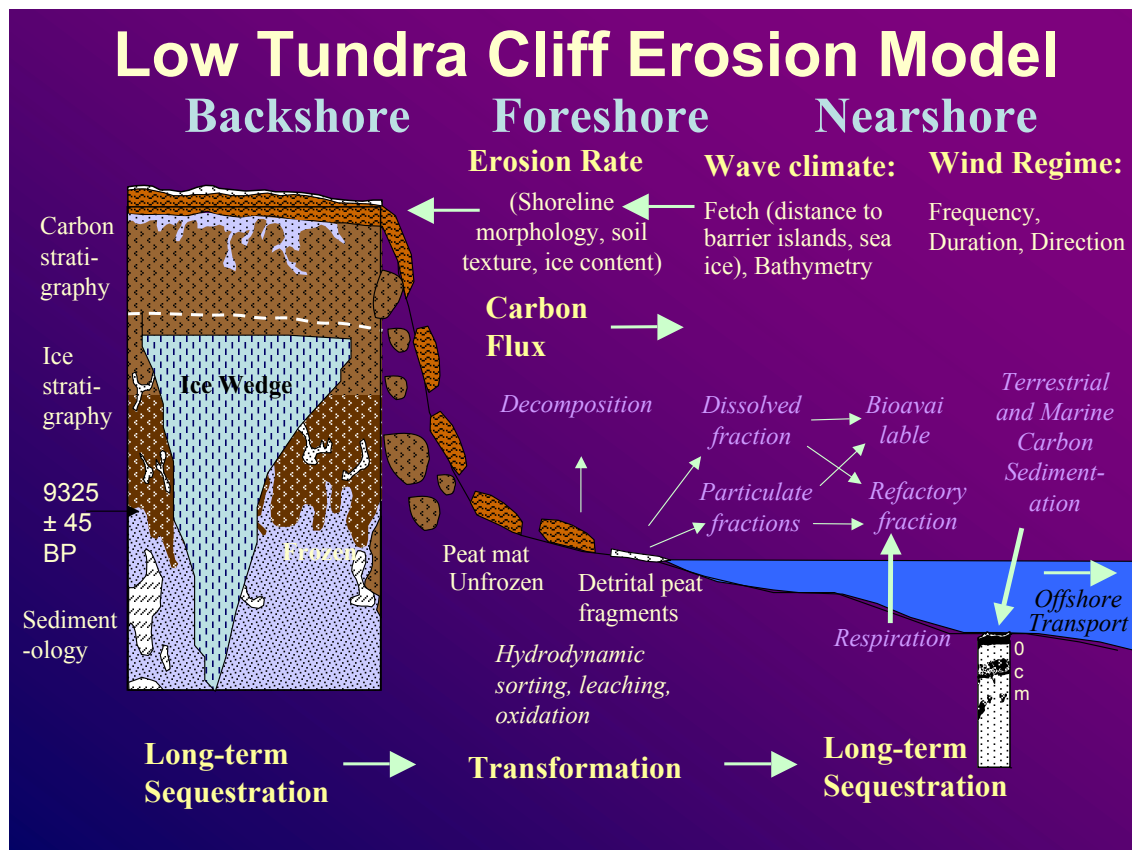 Low Tundra Cliff Erosion Model
Backshore
Foreshore
Nearshore
Erosion Rate
(Shoreline
morphology, soil
texture, ice content)
Wave climate:
Fetch (distance to
barrier islands, sea
ice), Bathymetry
Wind Regime:
Frequency,
Duration, Direction
Carbon
strati-
graphy
Ice
strati-
graphy
9325
± 45
BP
Sediment
-ology
Ice Wedge
Frozen
Carbon
Flux
Decomposition
Dissolved
fraction
Particulate
fractions
Bioavai
lable
Refactory
fraction
Terrestrial
and Marine
Carbon
Sediment-
ation
Peat mat
Unfrozen
Detrital peat
fragments
Hydrodynamic
sorting, leaching,
oxidation
Respiration
Offshore
Transport
0
c
m
Long-term
Sequestration
Transformation
Long-term
Sequestration